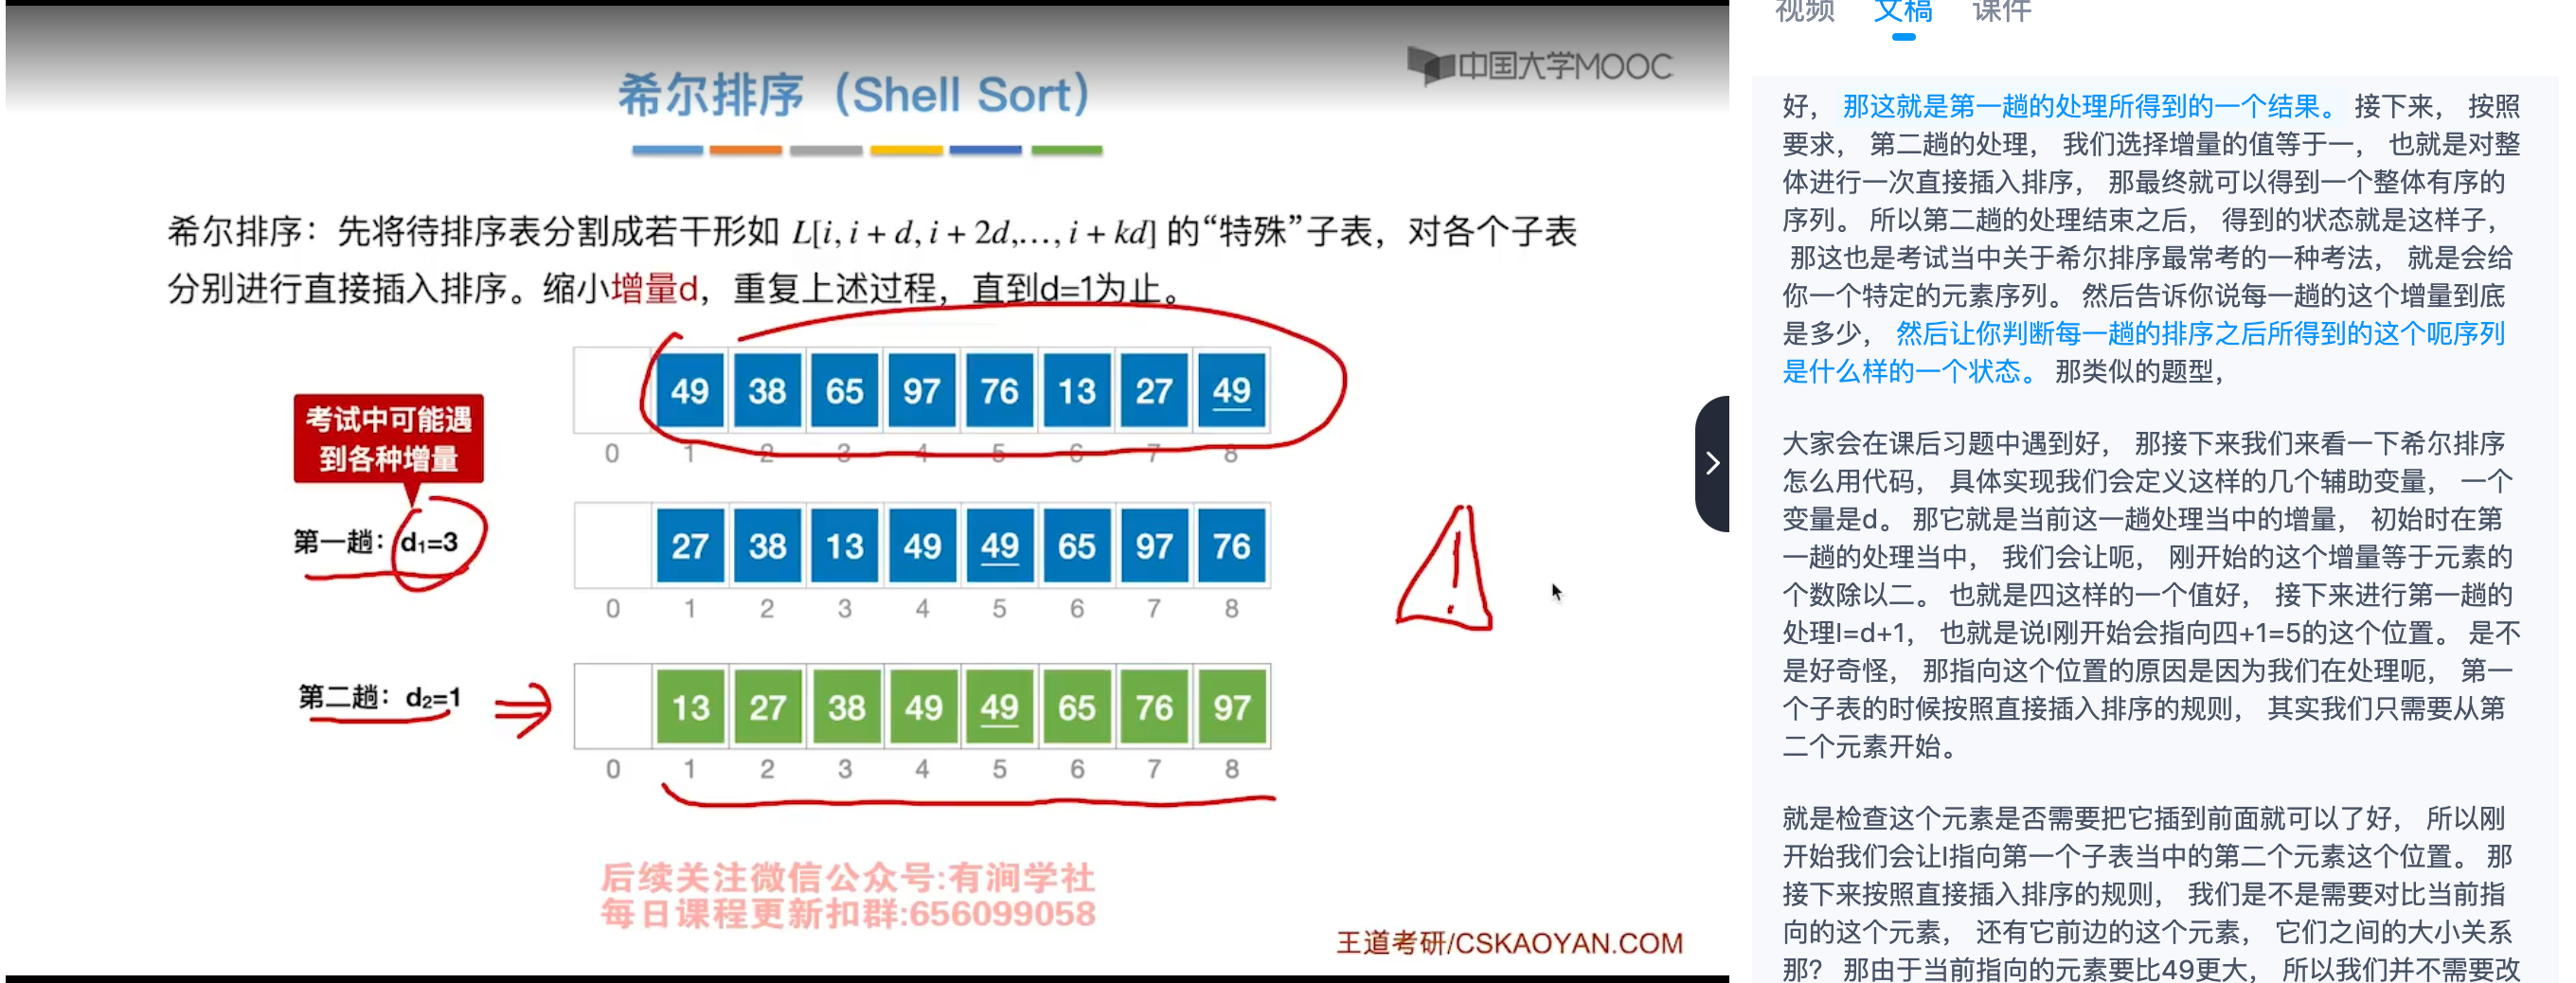 中国大学MOOC
希尔排序（Shell Sort）
希尔排序：先将待排序表分割成若干形如 L[i, i + d, i + 2d,…, i + kd] 的“特殊”子表，对各个子表
分别进行直接插入排序。缩小增量d，重复上述过程，直到d=1为止。
49 38 65 97 76 13 27 49
0 1 2 3 4 5 6 7 8
考试中可能遇
到各种增量
第一趟：d₁=3
27 38 13 49 49 65 97 76
0 1 2 3 4 5 6 7 8
第二趟：d₂=1
13 27 38 49 49 65 76 97
0 1 2 3 4 5 6 7 8
后续关注微信公众号:有涧学社
每日课程更新扣群:656099058
王道考研/CSKAOYAN.COM
视频 文稿 课件
好，那这就是第一趟的处理所得到的一个结果。接下来，按照
要求，第二趟的处理，我们选择增量的值等于一，也就是对整
体进行一次直接插入排序，那最终就可以得到一个整体有序的
序列。所以第二趟的处理结束之后，得到的状态就是这样子，
那这也是考试当中关于希尔排序最常考的一种考法，就是会给
你一个特定的元素序列。然后告诉你说每一趟的这个增量到底
是多少，然后让你判断每一趟的排序之后所得到的这个呃序列
是什么样的一个状态。那类似的题型，
大家会在课后习题中遇到好，那接下来我们来看一下希尔排序
怎么用代码，具体实现我们会定义这样的几个辅助变量，一个
变量是d。那它就是当前这一趟处理当中的增量，初始时在第
一趟的处理当中，我们会让呃，刚开始的这个增量等于元素的
个数除以二。也就是四这样的一个值好，接下来进行第一趟的
处理I=d+1，也就是说I刚开始会指向四+1=5的这个位置。是不
是好奇怪，那指向这个位置的原因是因为我们在处理呃，第一
个子表的时候按照直接插入排序的规则，其实我们只需要从第
二个元素开始。
就是检查这个元素是否需要把它插到前面就可以了好，所以刚
开始我们会让I指向第一个子表当中的第二个元素这个位置。那
接下来按照直接插入排序的规则，我们是不是需要对比当前指
向的这个元素，还有它前边的这个元素，它们之间的大小关系
那？那由于当前指向的元素要比49更大，所以我们并不需要改